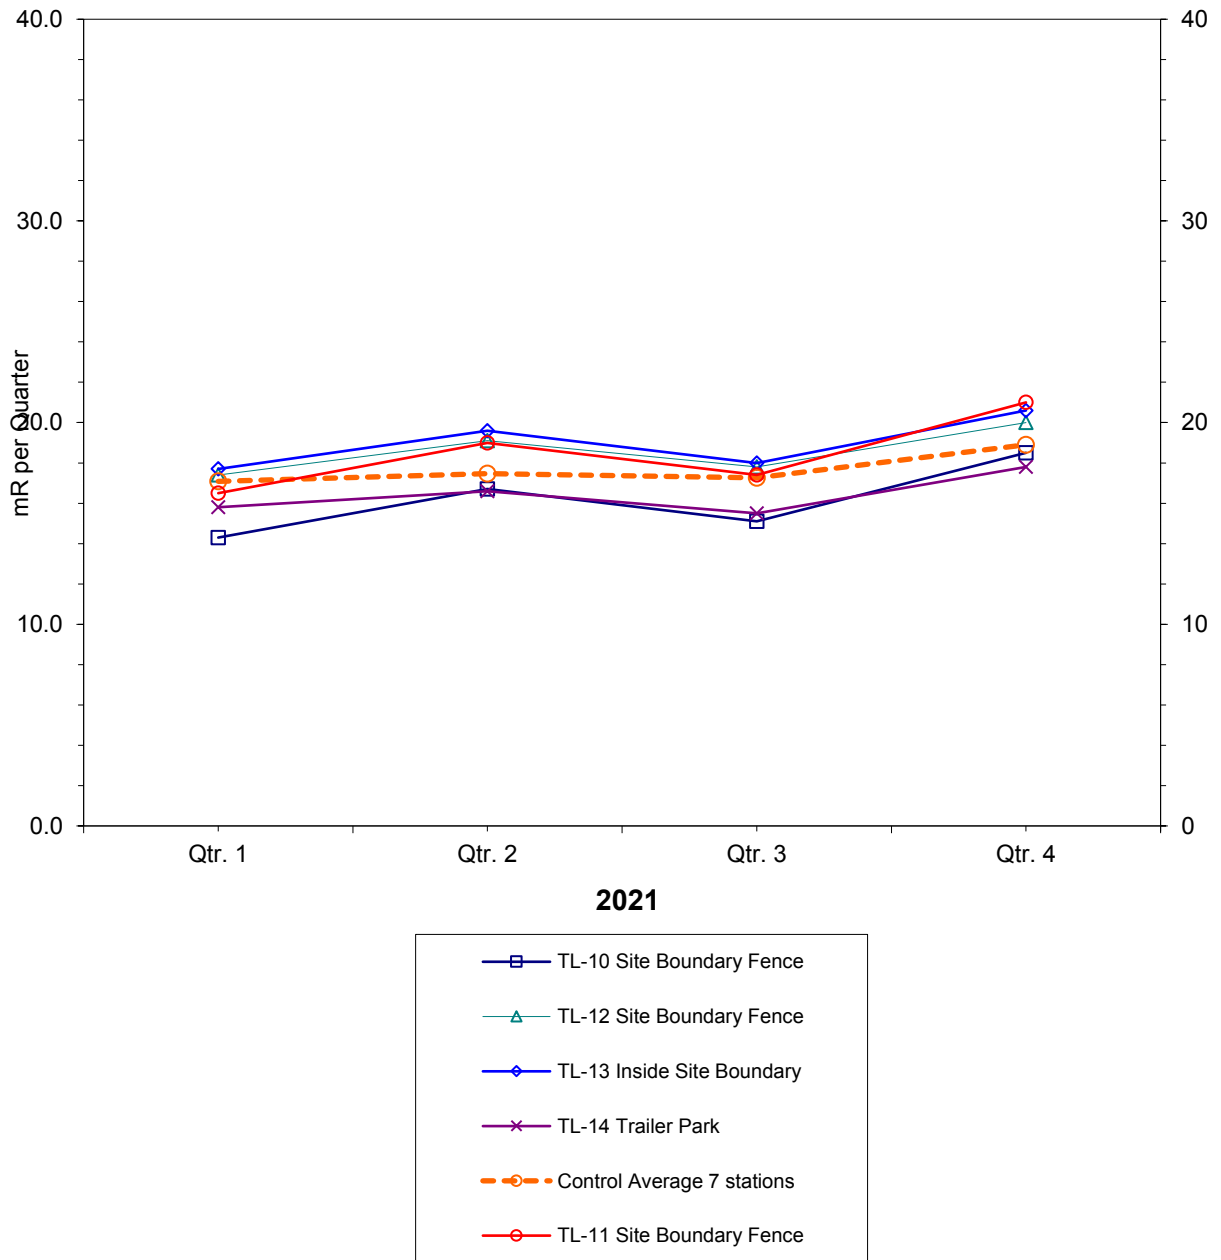 40.0
40
30.0
30
mR per Quarter
20.0
20
10.0
10
0.0
0
Qtr. 1 Qtr. 2 Qtr. 3 Qtr. 4
2021
TL-10 Site Boundary Fence
TL-12 Site Boundary Fence
TL-13 Inside Site Boundary
TL-14 Trailer Park
Control Average 7 stations
TL-11 Site Boundary Fence